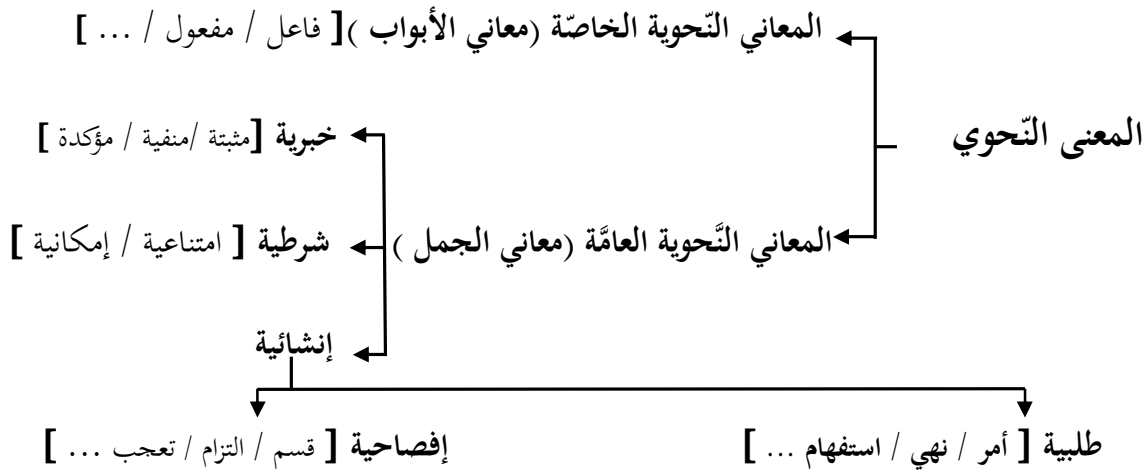 المعاني النّحوية الخاصّة (معاني الأبواب )[ فاعل / مفعول / ... ]
خبرية [مثبتة /منفية / مؤكدة ]
المعنى النّحوي
المعاني النَّحوية العامَّة (معاني الجمل )
شرطية [ امتناعية / إمكانية ]
إنشائية
طلبية [ أمر / نهي / استفهام ... ]
إفصاحية [ قسم / التزام / تعجب ... ]